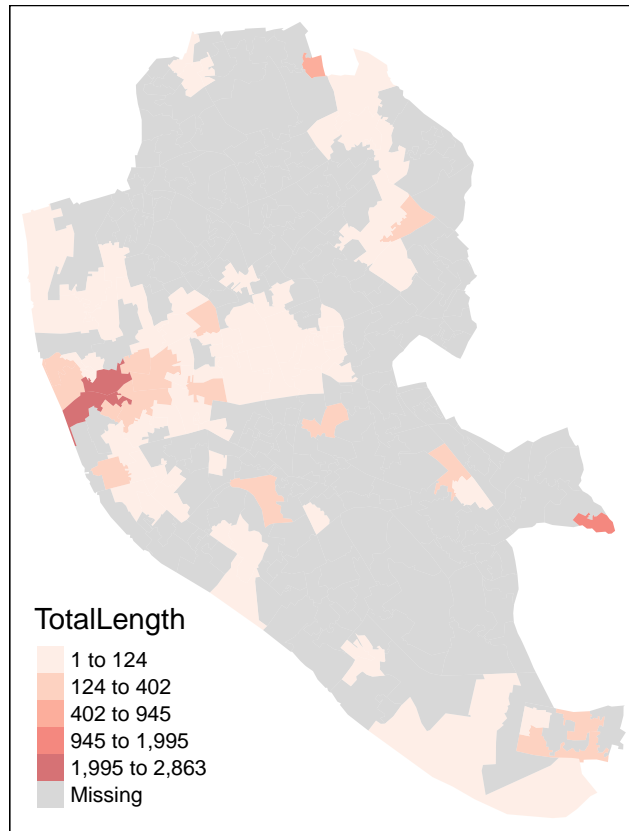 TotalLength
1 to 124
124 to 402
402 to 945
945 to 1,995
1,995 to 2,863
Missing